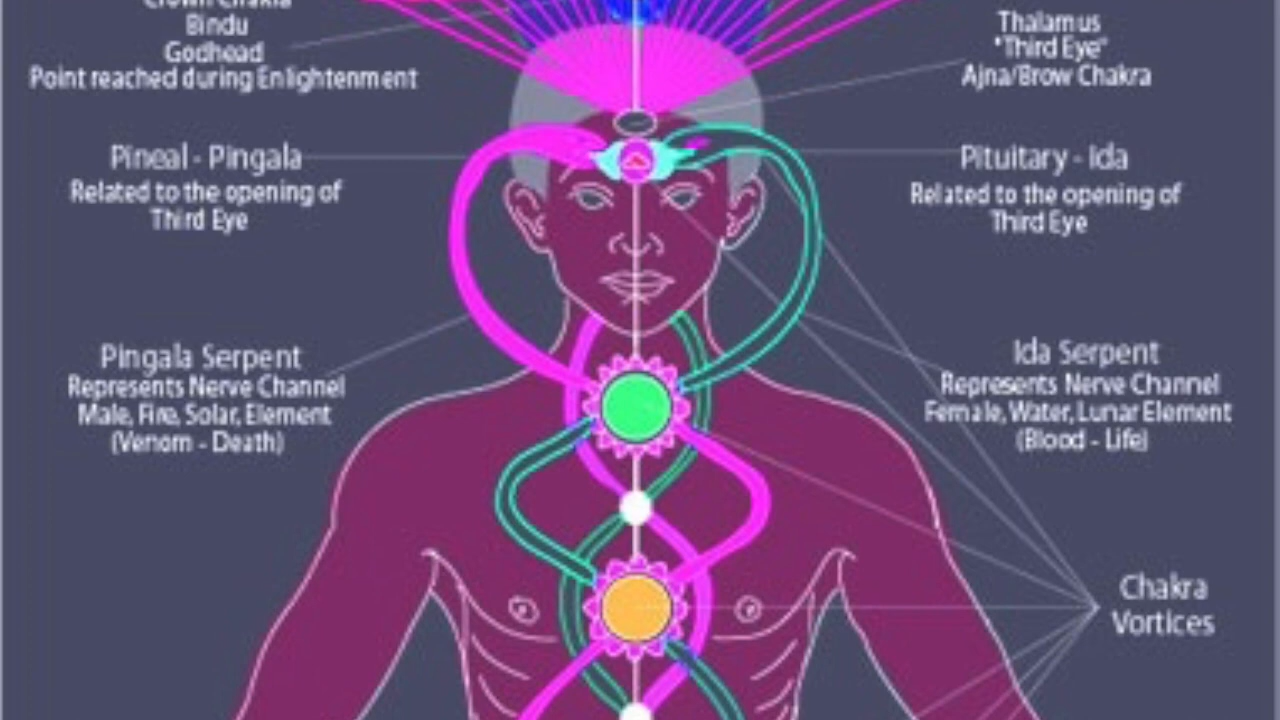 Crown Chakra
Bindu
Godhead
Point reached during Enlightenment
Thalamus
"Third Eye"
Ajna/Brow Chakra
Pineal - Pingala
Related to the opening of
Third Eye
Pituitary - Ida
Related to the opening of
Third Eye
Pingala Serpent
Represents Nerve Channel
Male, Fire, Solar, Element
(Venom - Death)
Ida Serpent
Represents Nerve Channel
Female, Water, Lunar Element
(Blood - Life)
Chakra
Vortices